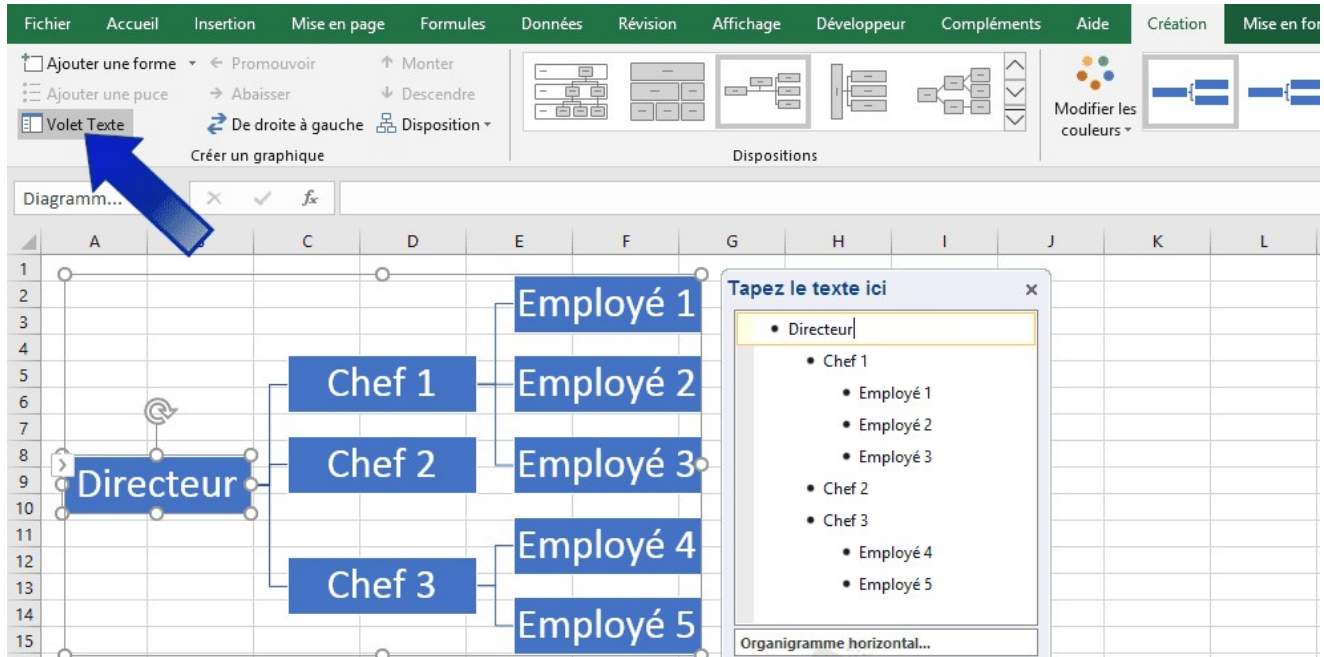 Fichier Accueil Insertion Mise en page Formules Données Révision Affichage Développeur Compléments Aide Création Mise en for
Ajouter une forme Promouvoir Monter
Ajouter une puce Abaisser Descendre
Volet Texte De droite à gauche Disposition
Modifier les
couleurs
Créer un graphique Dispositions
Diagramm... fx
A B C D E F G H I J K L
1
2
3
4
5
6
7
8
9
10
11
12
13
14
15
Directeur
Chef 1
Chef 2
Chef 3
Employé 1
Employé 2
Employé 3
Employé 4
Employé 5
Tapez le texte ici
Directeur
Chef 1
Employé 1
Employé 2
Employé 3
Chef 2
Chef 3
Employé 4
Employé 5
Organigramme horizontal...